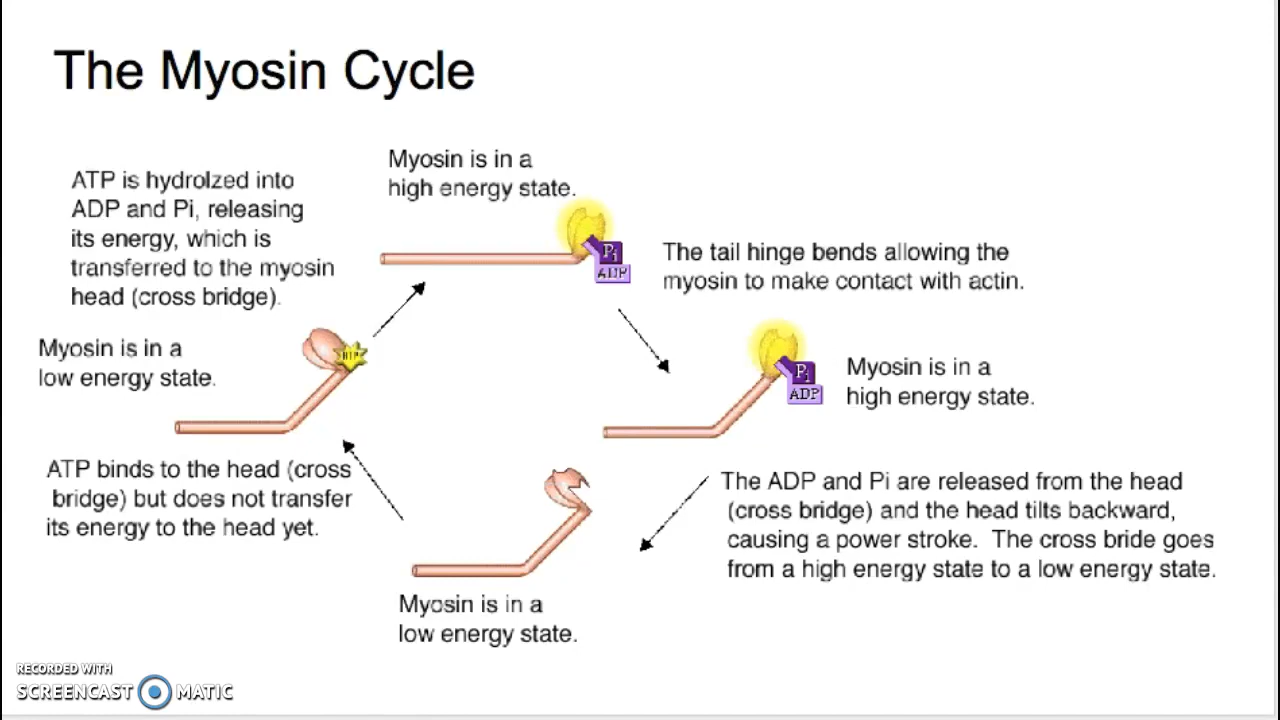 The Myosin Cycle
Myosin is in a
high energy state.
ATP is hydrolzed into
ADP and Pi, releasing
its energy, which is
transferred to the myosin
head (cross bridge).
Pi
ADP
The tail hinge bends allowing the
myosin to make contact with actin.
Myosin is in a
low energy state.
ATP
Pi
ADP
Myosin is in a
high energy state.
ATP binds to the head (cross
bridge) but does not transfer
its energy to the head yet.
The ADP and Pi are released from the head
(cross bridge) and the head tilts backward,
causing a power stroke. The cross bride goes
from a high energy state to a low energy state.
Myosin is in a
low energy state.
RECORDED WITH
SCREENCAST MATIC